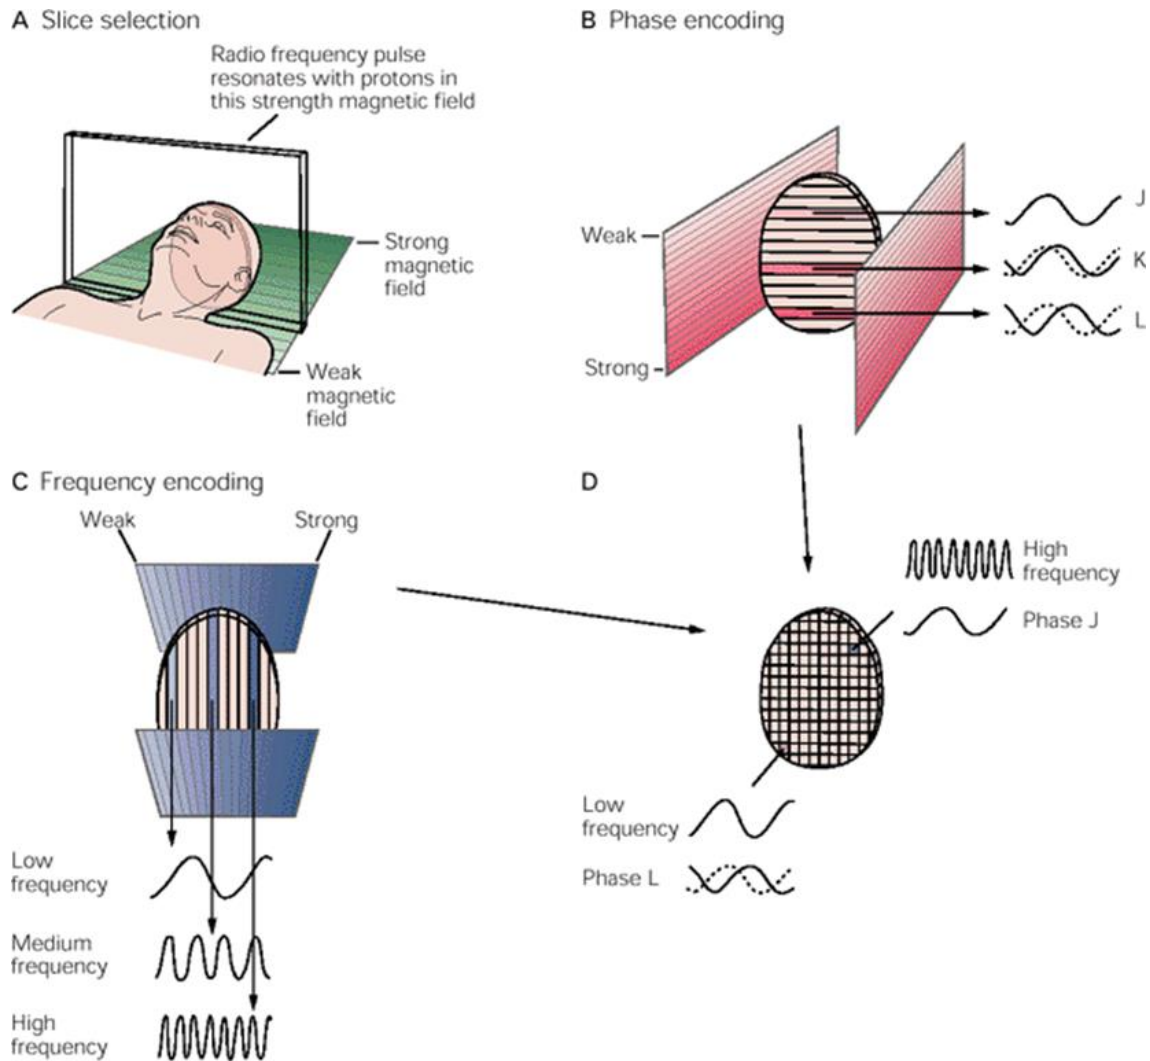 A Slice selection
Radio frequency pulse
resonates with protons in
this strength magnetic field
Strong
magnetic
field
Weak
magnetic
field
B Phase encoding
Weak
Strong
J
K
L
C Frequency encoding
Weak
Strong
Low
frequency
Medium
frequency
High
frequency
D
High
frequency
Phase J
Low
frequency
Phase L